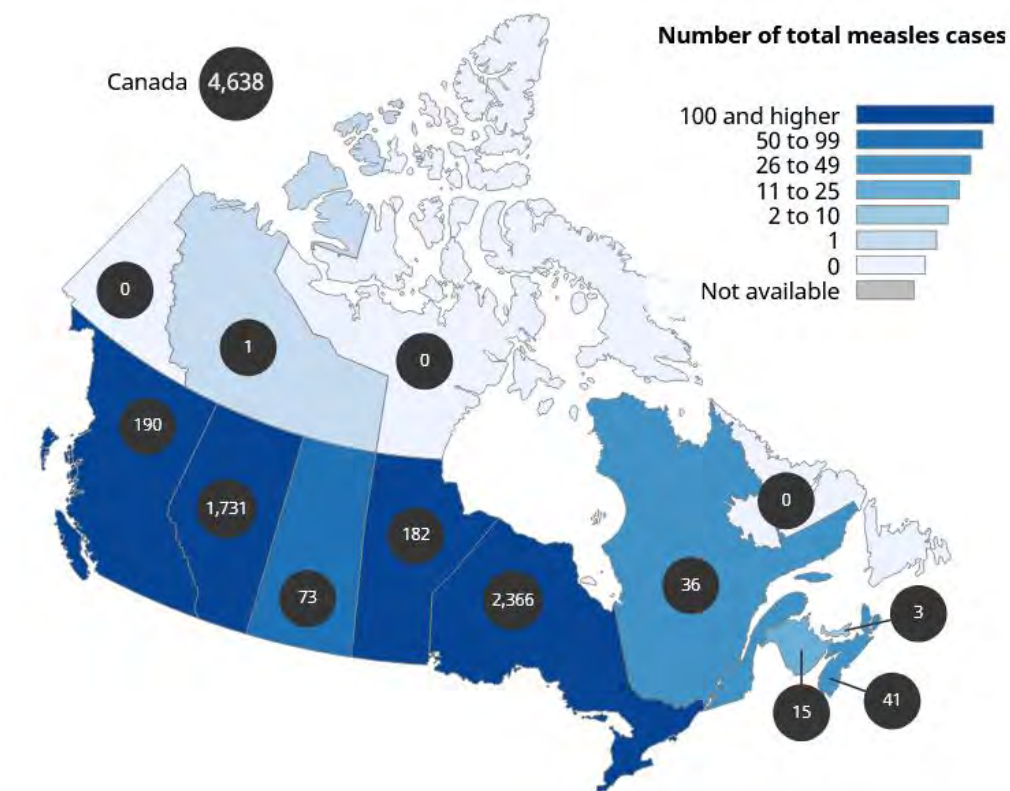 Number of total measles cases
Canada 4,638
100 and higher
50 to 99
26 to 49
11 to 25
2 to 10
1
0
Not available
0
1
0
190
1,731
73
182
2,366
36
0
3
15
41